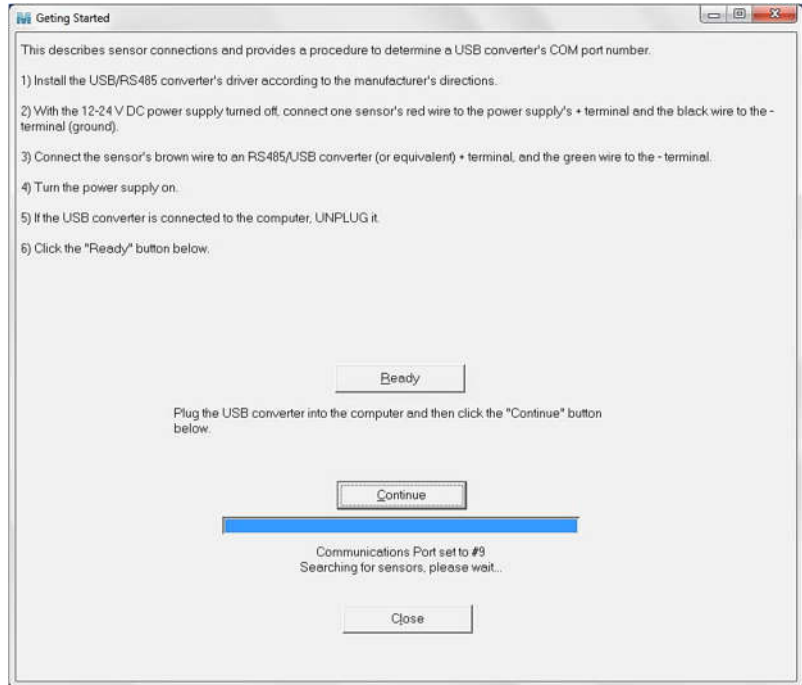 Geting Started
This describes sensor connections and provides a procedure to determine a USB converter's COM port number.
1) Install the USB/RS485 converter's driver according to the manufacturer's directions.
2) With the 12-24 V DC power supply turned off, connect one sensor's red wire to the power supply's + terminal and the black wire to the -
terminal (ground).
3) Connect the sensor's brown wire to an RS485/USB converter (or equivalent) + terminal, and the green wire to the - terminal.
4) Turn the power supply on.
5) If the USB converter is connected to the computer, UNPLUG it.
6) Click the "Ready" button below.
Ready
Plug the USB converter into the computer and then click the "Continue" button
below.
Continue
Communications Port set to #9
Searching for sensors, please wait...
Close